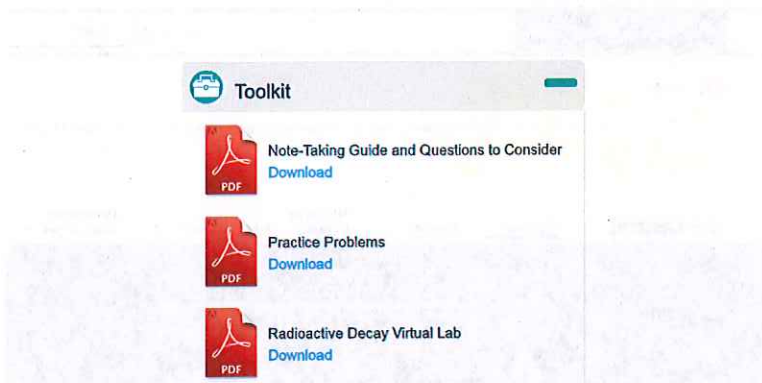 Toolkit
Note-Taking Guide and Questions to Consider
Download
PDF
Practice Problems
Download
PDF
Radioactive Decay Virtual Lab
Download
PDF